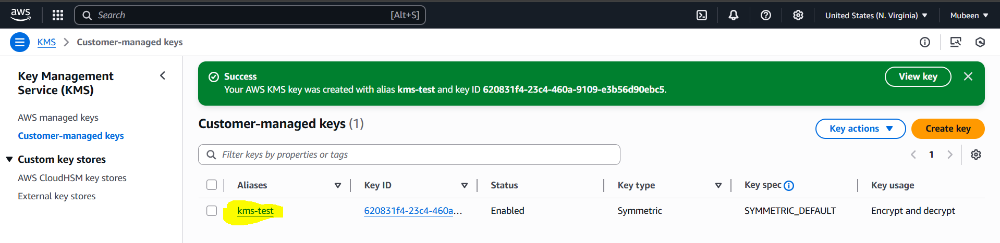 aws
Search
[Alt+S]
United States (N. Virginia)
Mubeen
KMS
Customer-managed keys
Key Management
Service (KMS)
AWS managed keys
Customer-managed keys
Custom key stores
AWS CloudHSM key stores
External key stores
Success
Your AWS KMS key was created with alias kms-test and key ID 620831f4-23c4-460a-9109-e3b56d90ebc5.
View key
Customer-managed keys (1)
Key actions
Create key
Filter keys by properties or tags
1
Aliases Key ID Status Key type Key spec Key usage
kms-test 620831f4-23c4-460a... Enabled Symmetric SYMMETRIC_DEFAULT Encrypt and decrypt